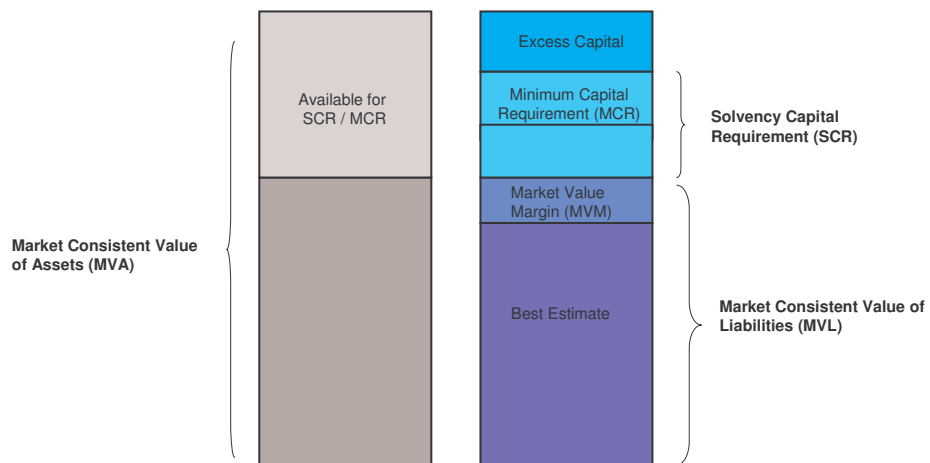 Excess Capital
Available for
SCR / MCR
Minimum Capital
Requirement (MCR)
Solvency Capital
Requirement (SCR)
Market Value
Margin (MVM)
Market Consistent Value
of Assets (MVA)
Best Estimate
Market Consistent Value of
Liabilities (MVL)